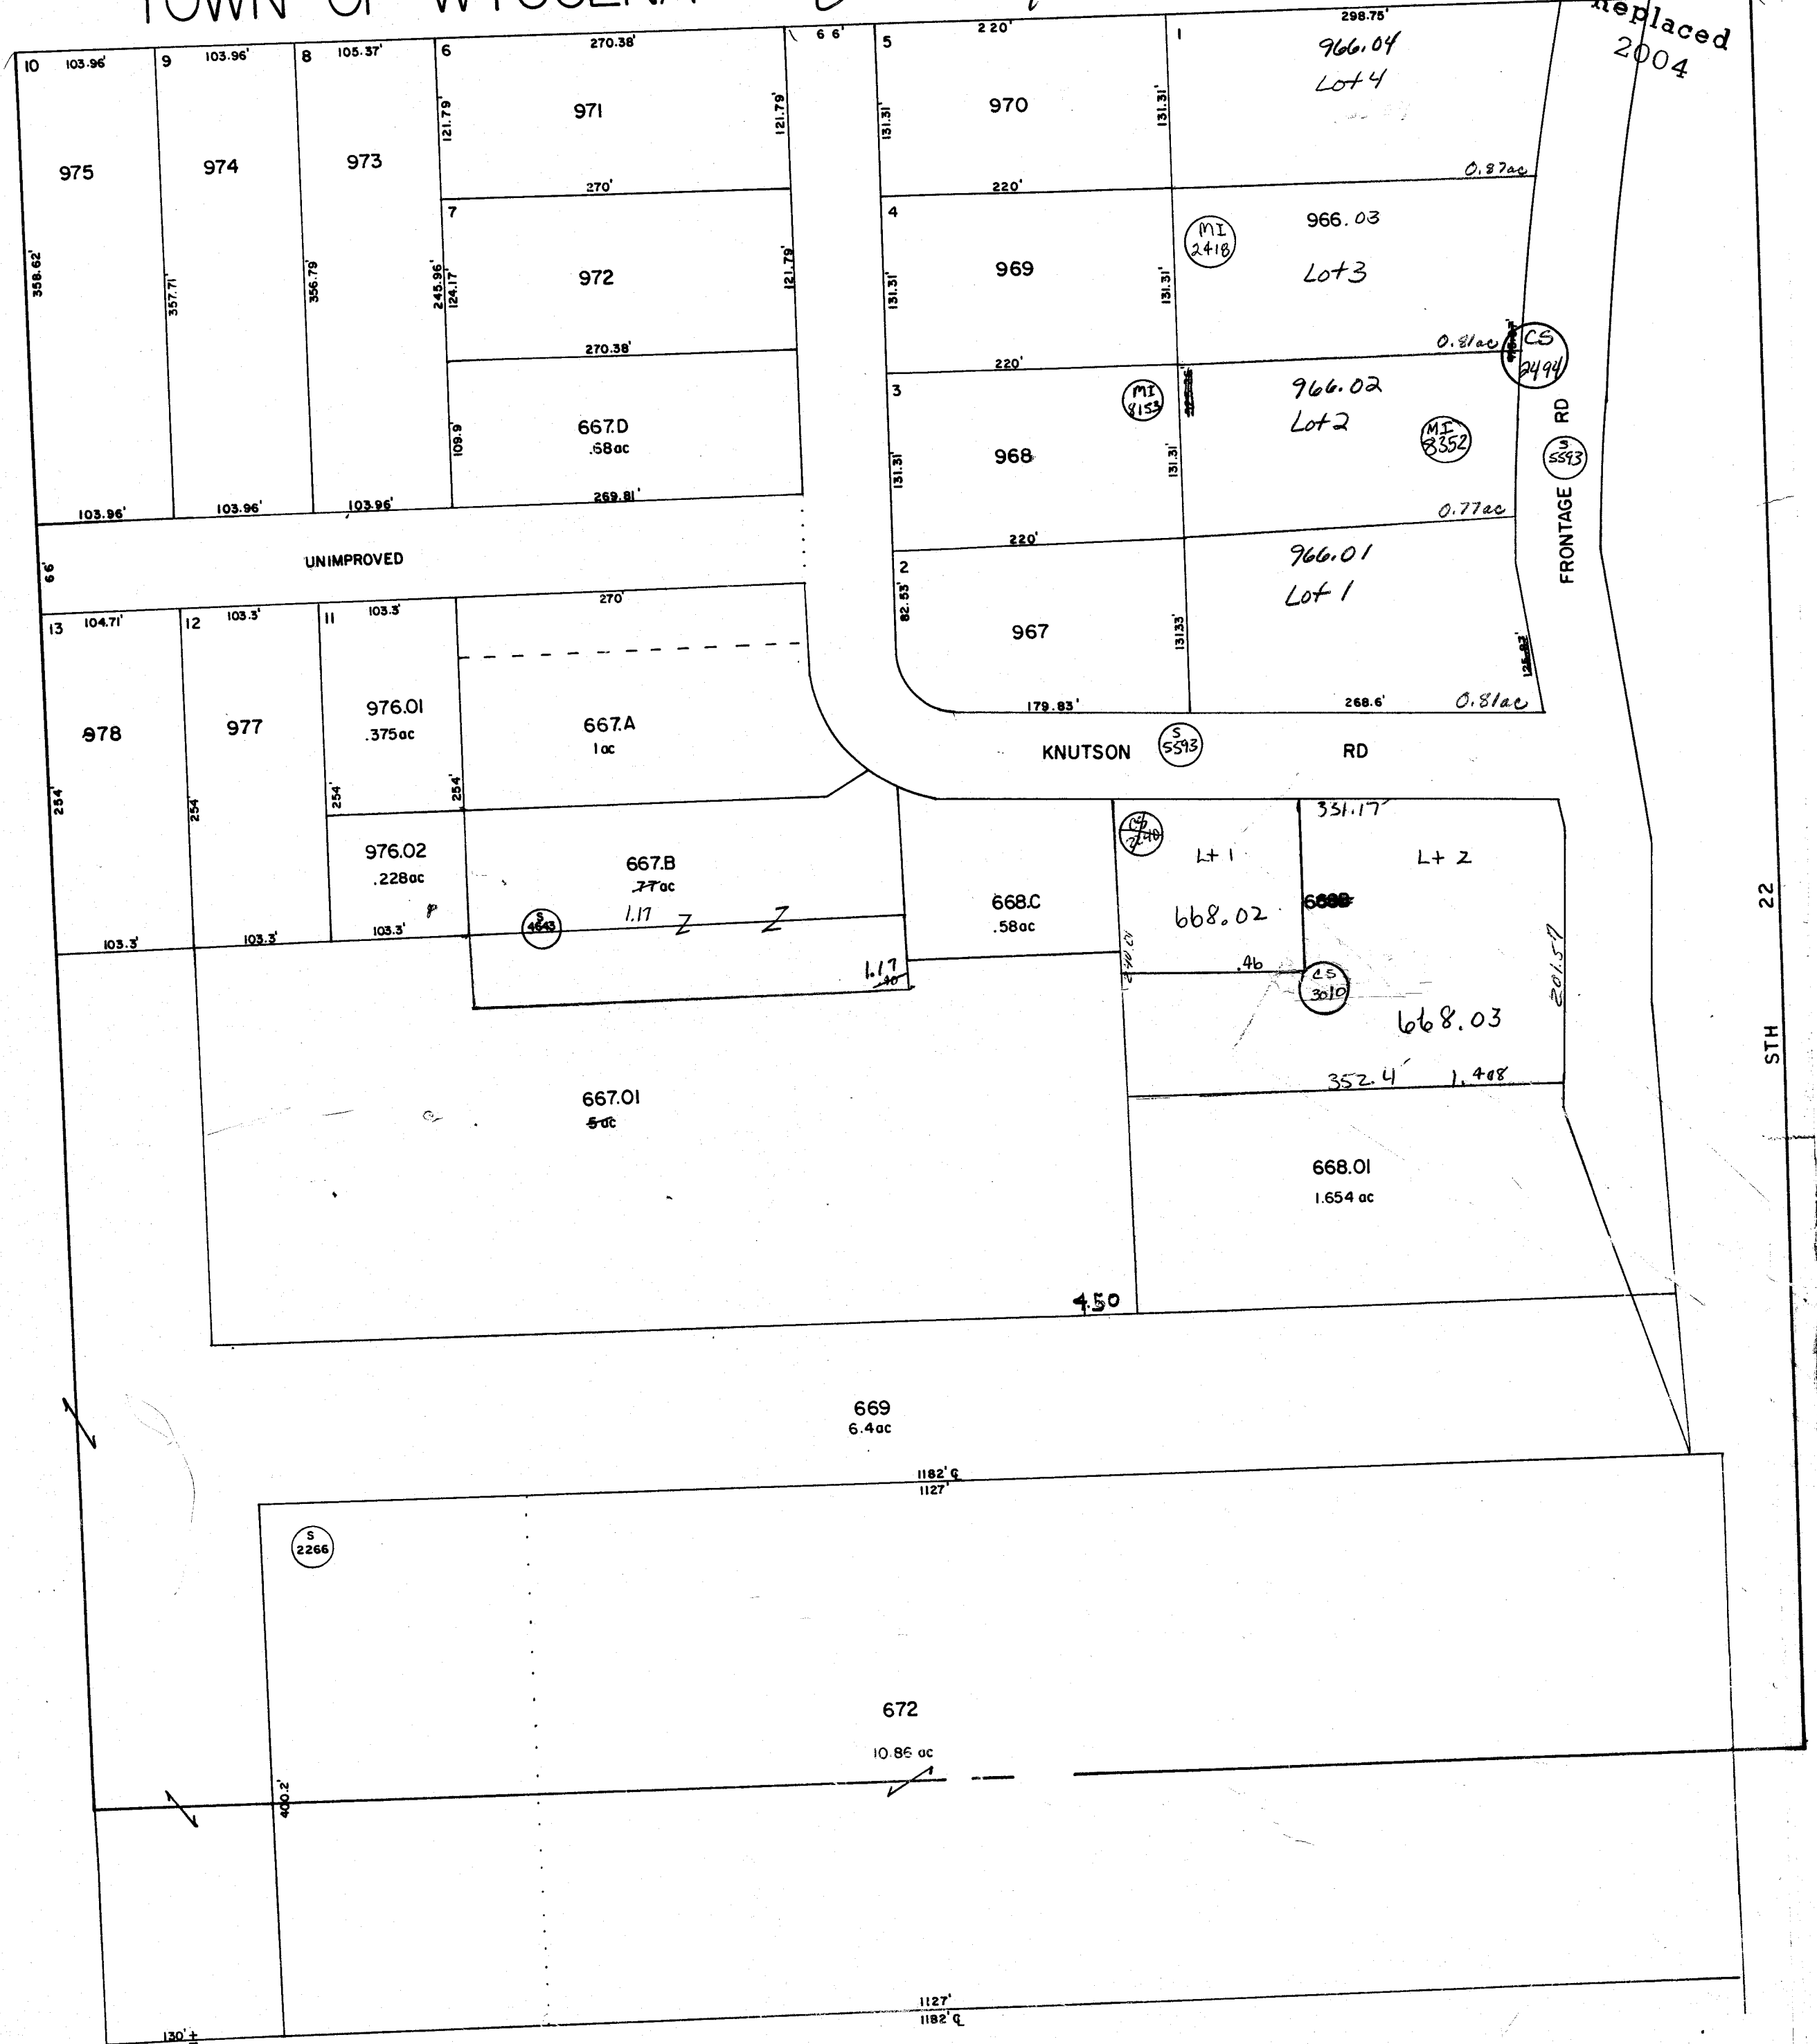 TOWN OF WYOCENA
Replaced
2004
10 103.96' 9 103.96' 8 105.37' 6 270.38' 66' 5 220' 1 298.75'
966.04
Lot 4
971
970
121.79' 121.79' 131.31' 131.31'
975 974 973
270' 220' 0.87ac
7 4
966.03
MI
2418
Lot 3
972
969
358.62' 357.71' 356.79' 245.96' 124.17' 121.79' 131.31' 131.31'
270.38' 220' 0.81ac
CS
2494
3
966.02
Lot 2
MI
8153
MI
8352
667.D
.68ac
968
109.9' 131.31' 131.31'
FRONTAGE RD
S
5593
103.96' 103.96' 103.96' 269.81'
0.77ac
66'
UNIMPROVED
220'
2
966.01
Lot 1
13 104.71' 12 103.3' 11 103.3' 270'
82.53'
967
131.33'
125.83'
179.83' 268.6' 0.81ac
978 977
976.01
.375ac
667.A
1ac
KNUTSON RD
S
5593
254' 254' 254' 254'
331.17'
CS
2240
Lt 1 Lt 2
976.02
.228ac
667.B
.77ac
1.17 Z Z
S
4643
668.C
.58ac
668.02
668D
103.3' 103.3' 103.3'
1.17
.40
240.24
.46
CS
3010
201.57
668.03
STH 22
352.4' 1.408
667.01
5ac
668.01
1.654 ac
4.50
669
6.4ac
1182' ℄
1127'
S
2266
672
10.86 ac
400.2'
1127'
1182' ℄
130' ±